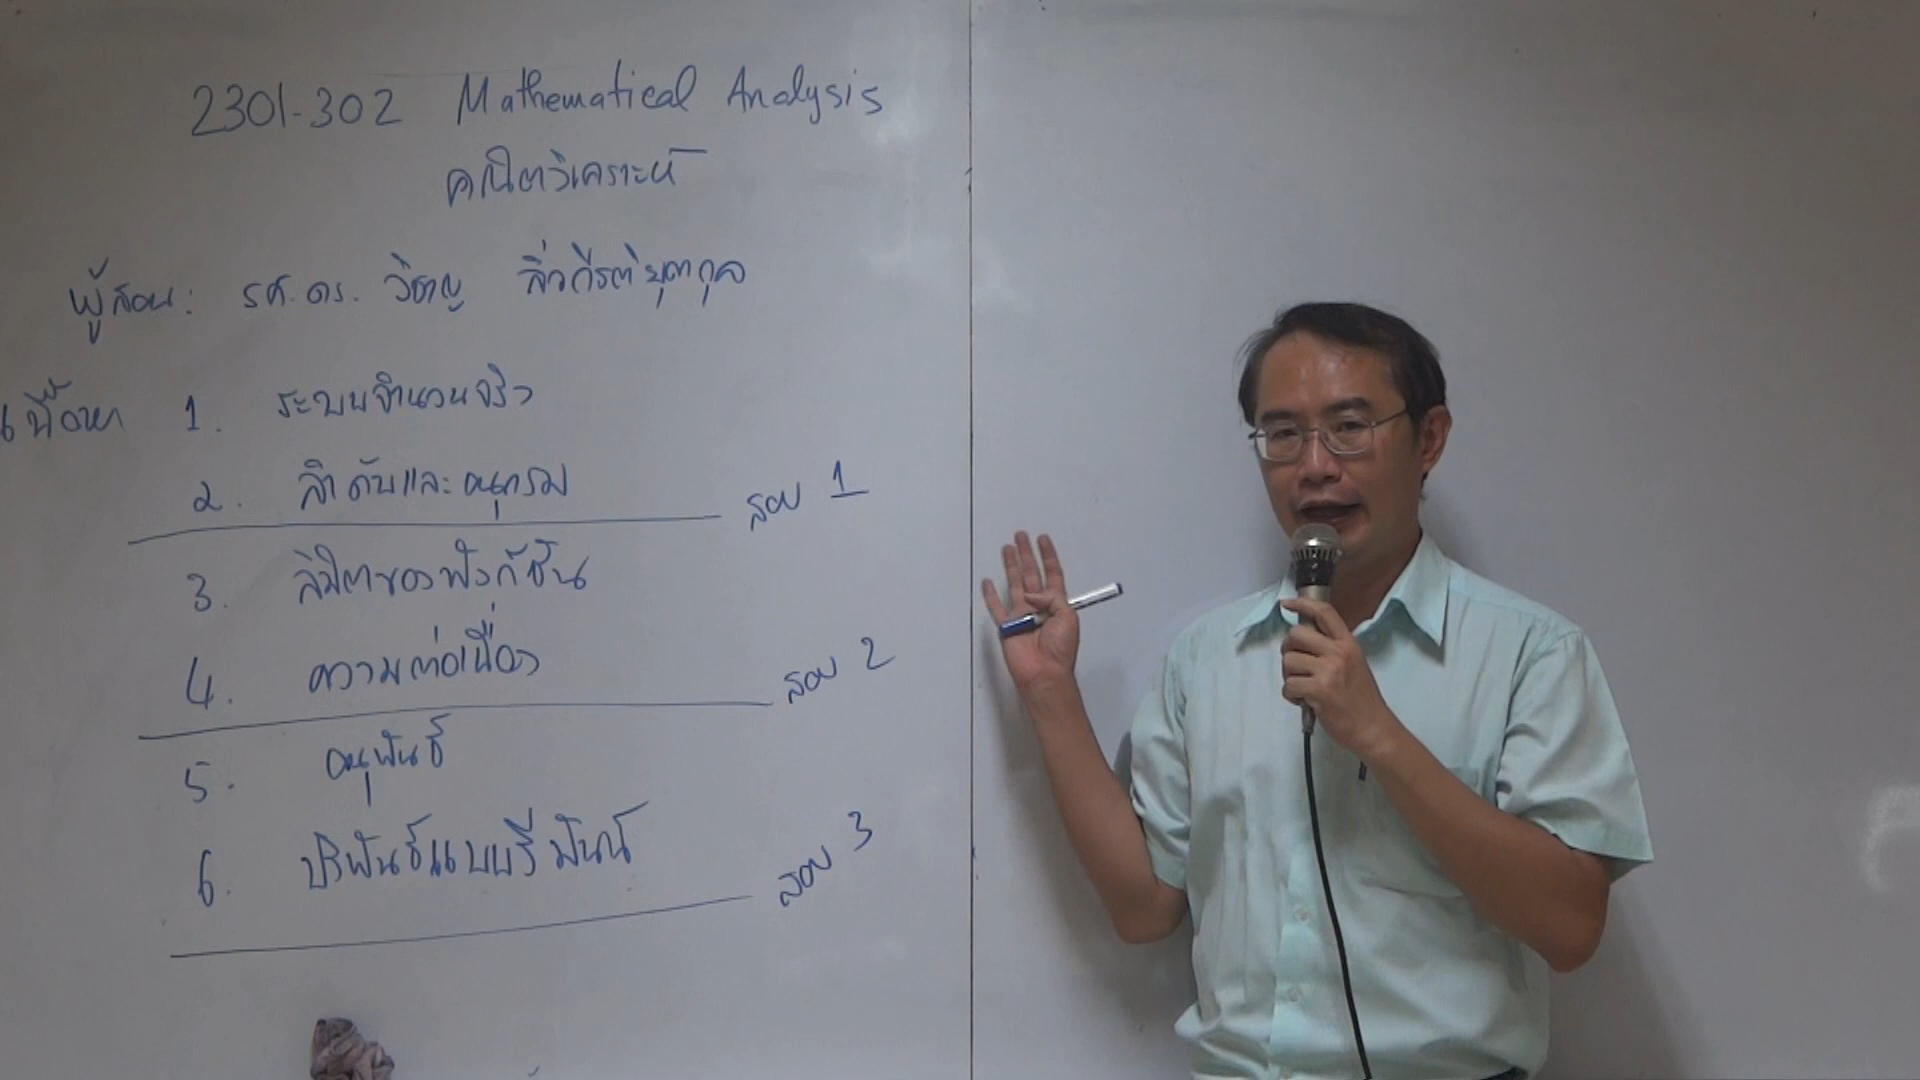 2301-302 Mathematical Analysis
คณิตวิเคราะห์
ผู้สอน: รศ.ดร. วิชาญ ลิ่วกีรติยุตกุล
เนื้อหา 1. ระบบจำนวนจริง
2. ลำดับและอนุกรม
สอบ 1
3. ลิมิตของฟังก์ชัน
4. ความต่อเนื่อง
สอบ 2
5. อนุพันธ์
6. ปริพันธ์แบบรีมันน์
สอบ 3